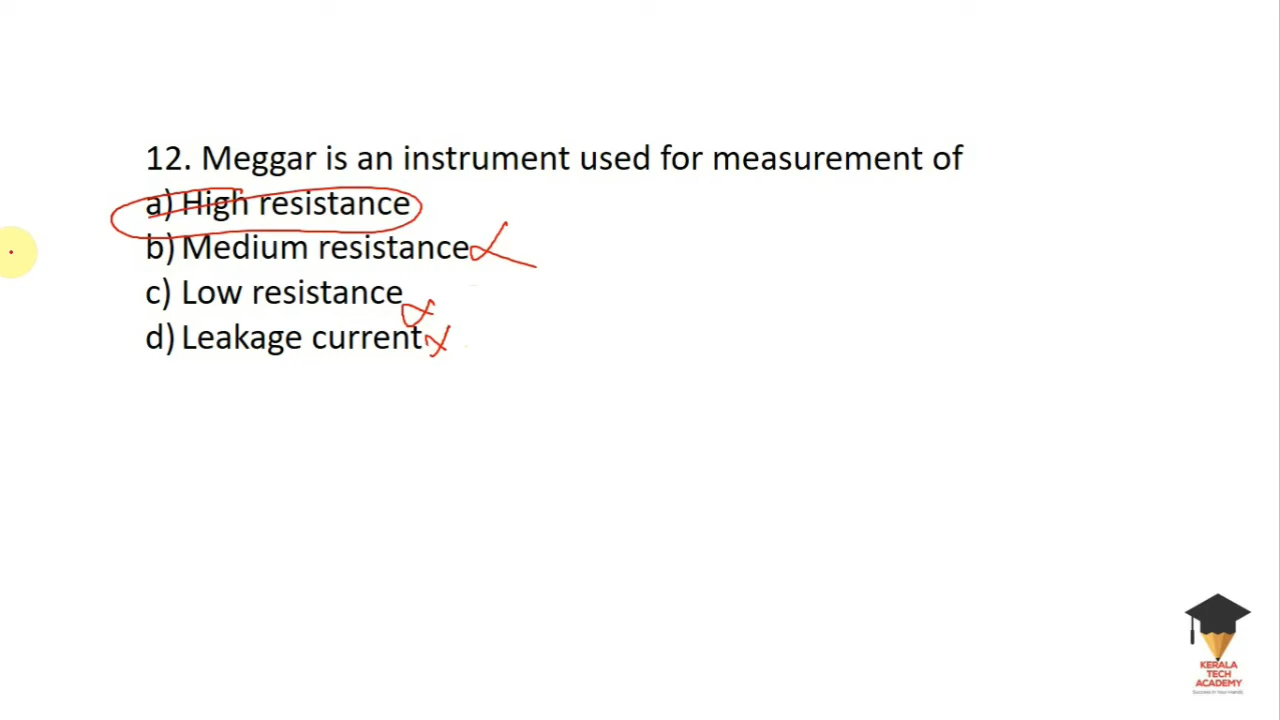 12. Meggar is an instrument used for measurement of
a) High resistance
b) Medium resistance
c) Low resistance
d) Leakage current
KERALA
TECH
ACADEMY